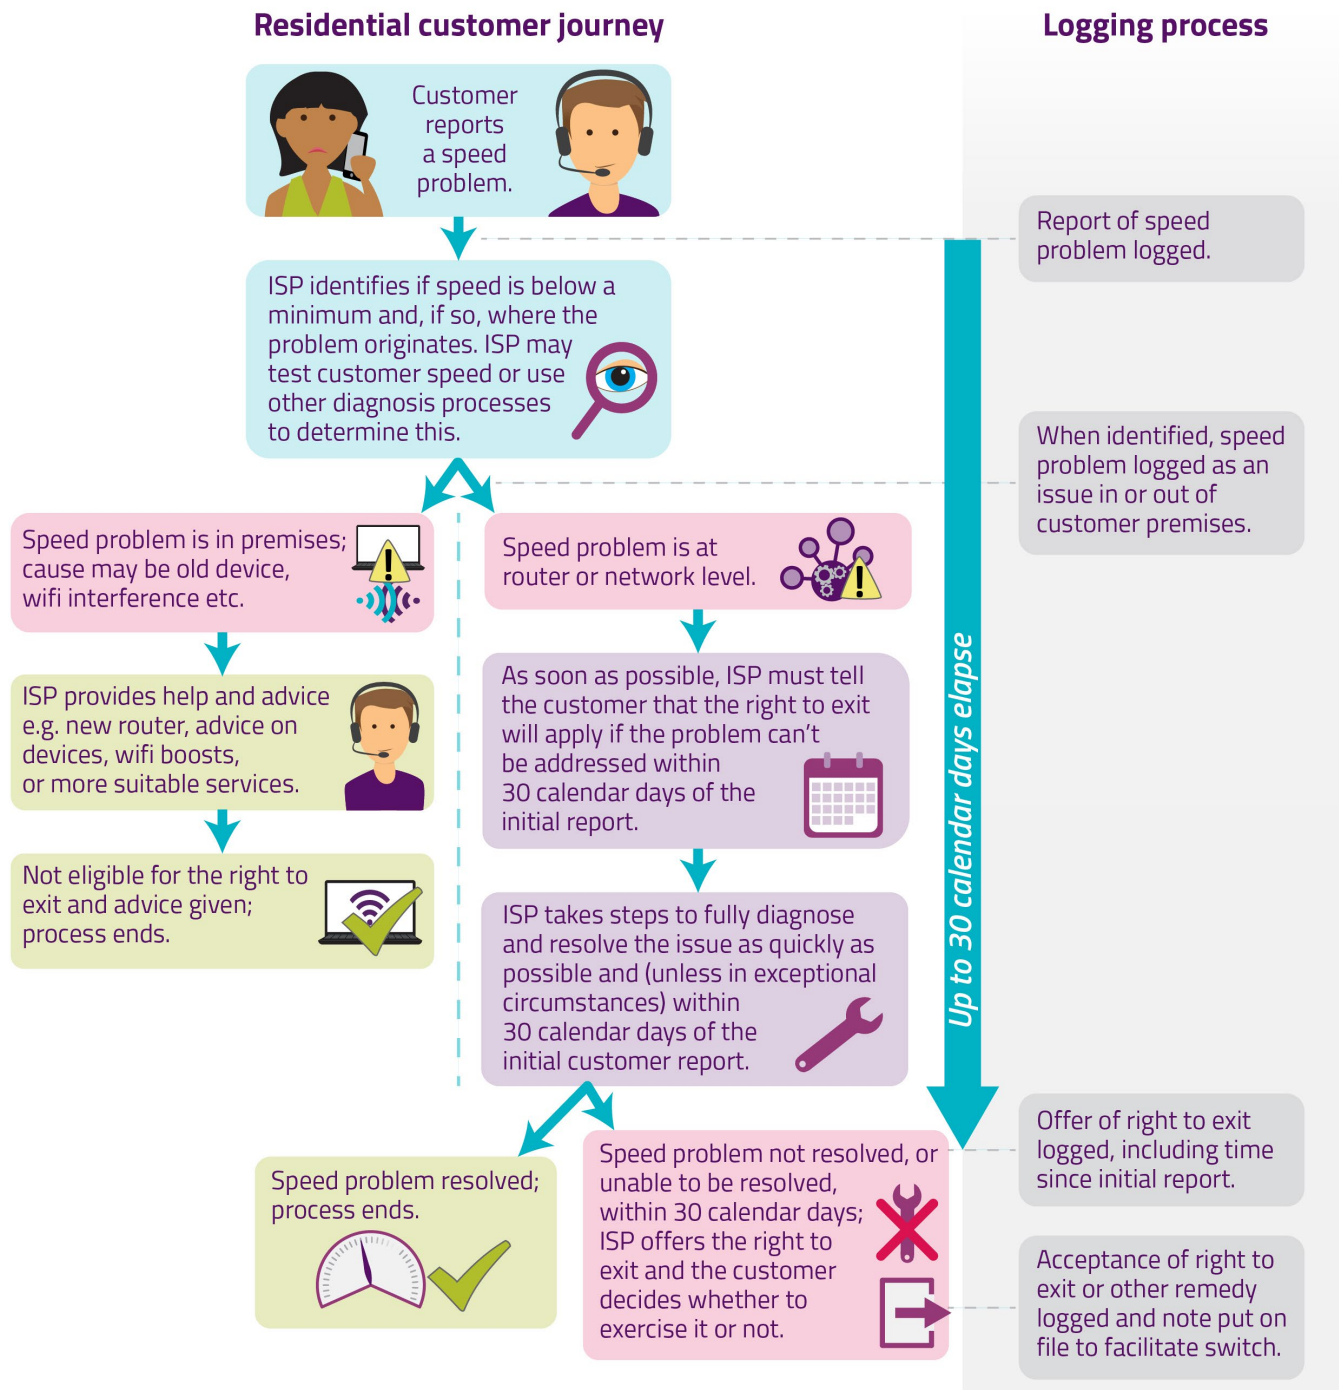 Residential customer journey
Logging process
Customer
reports
a speed
problem.
Report of speed
problem logged.
ISP identifies if speed is below a
minimum and, if so, where the
problem originates. ISP may
test customer speed or use
other diagnosis processes
to determine this.
When identified, speed
problem logged as an
issue in or out of
customer premises.
Speed problem is in premises;
cause may be old device,
wifi interference etc.
Speed problem is at
router or network level.
ISP provides help and advice
e.g. new router, advice on
devices, wifi boosts,
or more suitable services.
As soon as possible, ISP must tell
the customer that the right to exit
will apply if the problem can't
be addressed within
30 calendar days of the
initial report.
Up to 30 calendar days elapse
Not eligible for the right to
exit and advice given;
process ends.
ISP takes steps to fully diagnose
and resolve the issue as quickly as
possible and (unless in exceptional
circumstances) within
30 calendar days of the
initial customer report.
Speed problem resolved;
process ends.
Speed problem not resolved, or
unable to be resolved,
within 30 calendar days;
ISP offers the right to
exit and the customer
decides whether to
exercise it or not.
Offer of right to exit
logged, including time
since initial report.
Acceptance of right to
exit or other remedy
logged and note put on
file to facilitate switch.